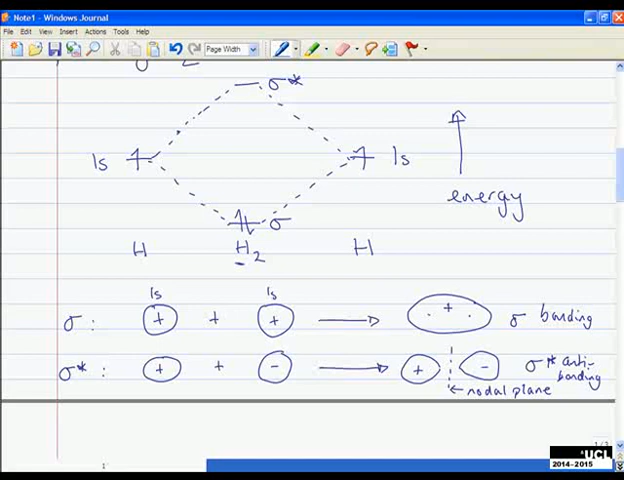 Note1 - Windows Journal
File Edit View Insert Actions Tools Help
Page Width
σ*
1s 1s
energy
σ
H H₂ H
1s 1s
σ : + + + → + σ bonding
σ* : + + - → + - σ* anti-
bonding
nodal plane
UCL
2014-2015
1